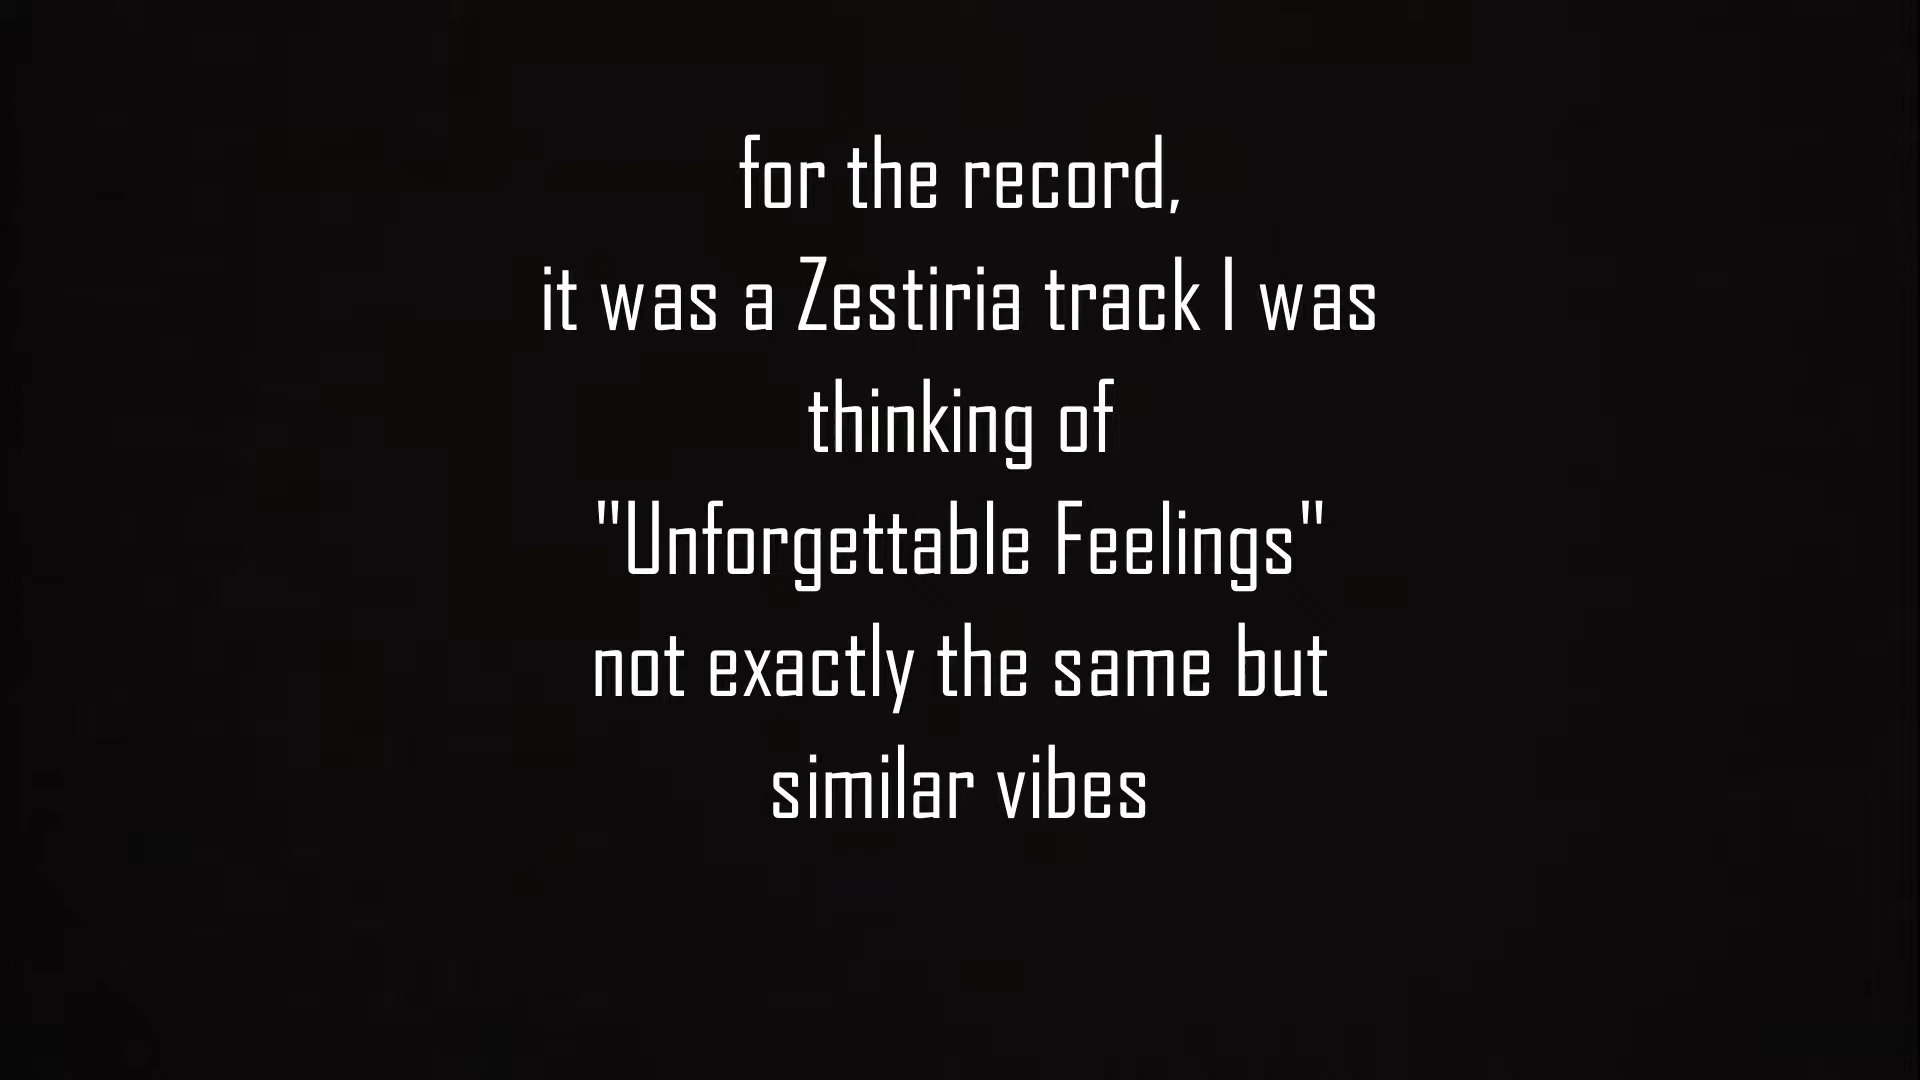 for the record,
it was a Zestiria track I was
thinking of
"Unforgettable Feelings"
not exactly the same but
similar vibes